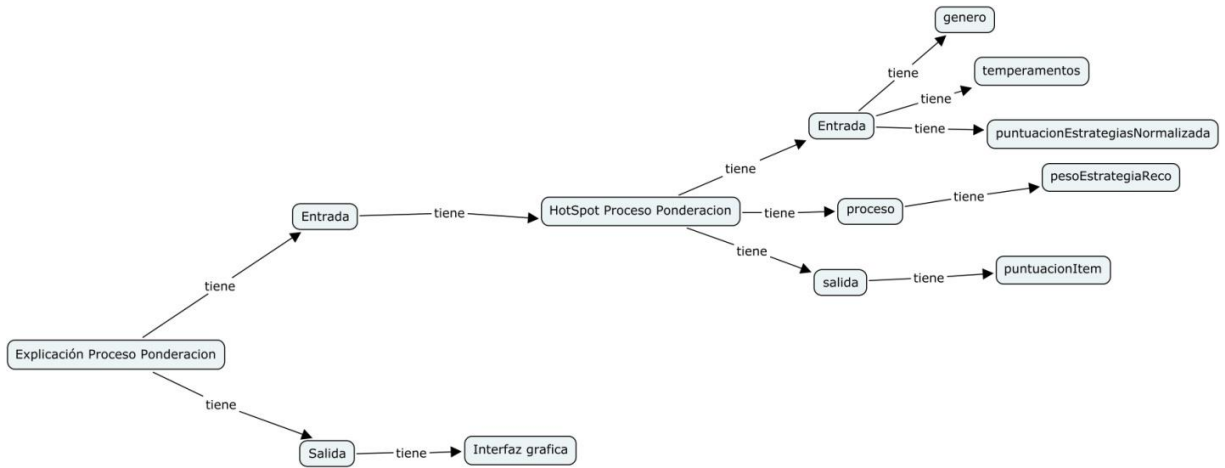 genero
tiene
temperamentos
tiene
Entrada
tiene
puntuacionEstrategiasNormalizada
tiene
pesoEstrategiaReco
tiene
Entrada
tiene
HotSpot Proceso Ponderacion
tiene
proceso
tiene
salida
tiene
puntuacionItem
tiene
Explicación Proceso Ponderacion
tiene
Salida
tiene
Interfaz grafica